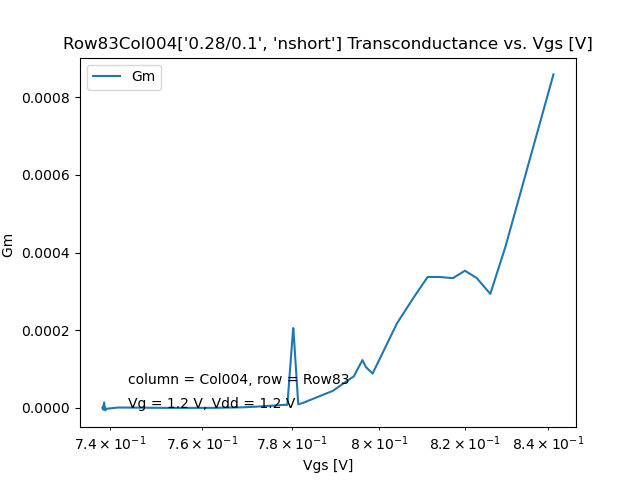 Row83Col004['0.28/0.1', 'nshort'] Transconductance vs. Vgs [V]
Gm
0.0008
0.0006
0.0004
0.0002
0.0000
Gm
column = Col004, row = Row83
Vg = 1.2 V, Vdd = 1.2 V
7.4 × 10⁻¹ 7.6 × 10⁻¹ 7.8 × 10⁻¹ 8 × 10⁻¹ 8.2 × 10⁻¹ 8.4 × 10⁻¹
Vgs [V]